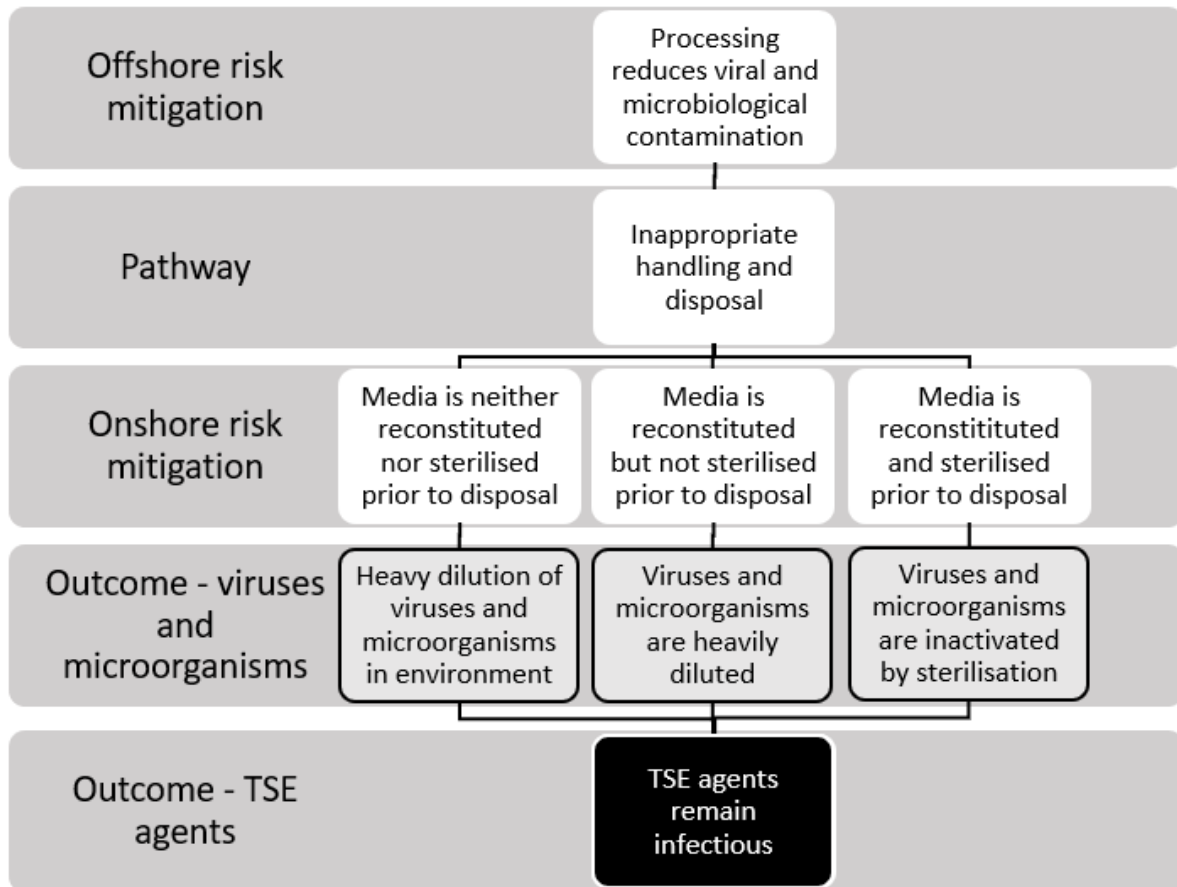 Offshore risk
mitigation
Processing
reduces viral and
microbiological
contamination
Pathway
Inappropriate
handling and
disposal
Onshore risk
mitigation
Media is neither
reconstituted
nor sterilised
prior to disposal
Media is
reconstituted
but not sterilised
prior to disposal
Media is
reconstitituted
and sterilised
prior to disposal
Outcome - viruses
and
microorganisms
Heavy dilution of
viruses and
microorganisms
in environment
Viruses and
microorganisms
are heavily
diluted
Viruses and
microorganisms
are inactivated
by sterilisation
Outcome - TSE
agents
TSE agents
remain
infectious